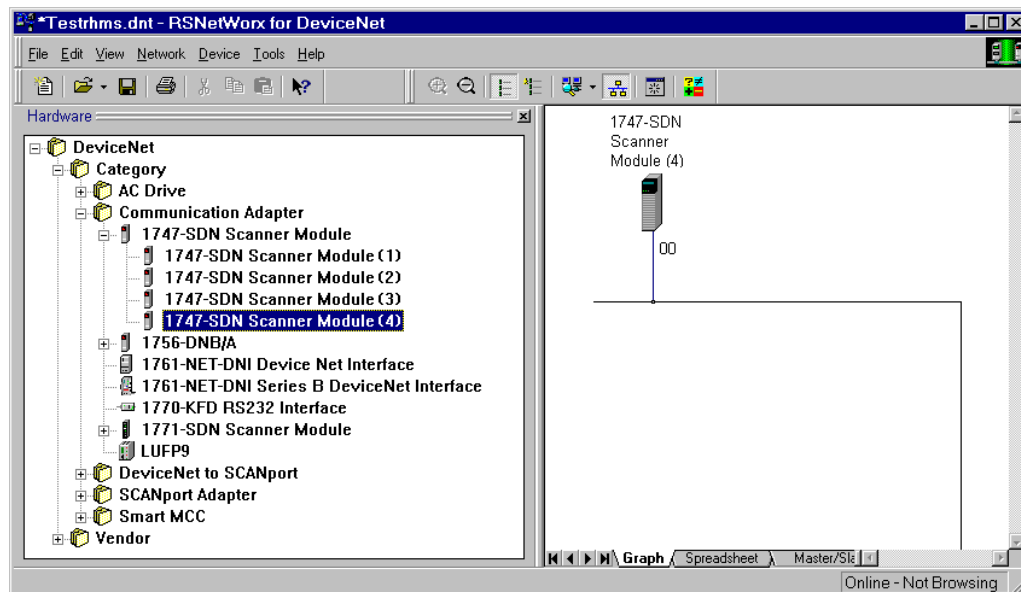 *Testrhms.dnt - RSNetWorx for DeviceNet
File Edit View Network Device Tools Help
Hardware
DeviceNet
Category
AC Drive
Communication Adapter
1747-SDN Scanner Module
1747-SDN Scanner Module (1)
1747-SDN Scanner Module (2)
1747-SDN Scanner Module (3)
1747-SDN Scanner Module (4)
1756-DNB/A
1761-NET-DNI Device Net Interface
1761-NET-DNI Series B DeviceNet Interface
1770-KFD RS232 Interface
1771-SDN Scanner Module
LUFP9
DeviceNet to SCANport
SCANport Adapter
Smart MCC
Vendor
1747-SDN
Scanner
Module (4)
00
Graph Spreadsheet Master/Sla
Online - Not Browsing